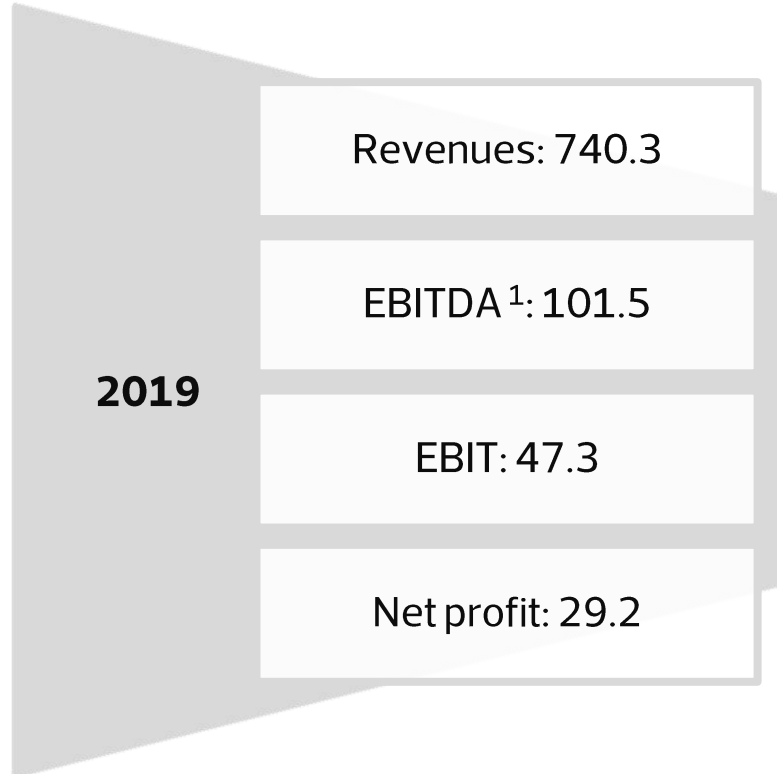 Revenues: 740.3
EBITDA ¹: 101.5
2019
EBIT: 47.3
Net profit: 29.2